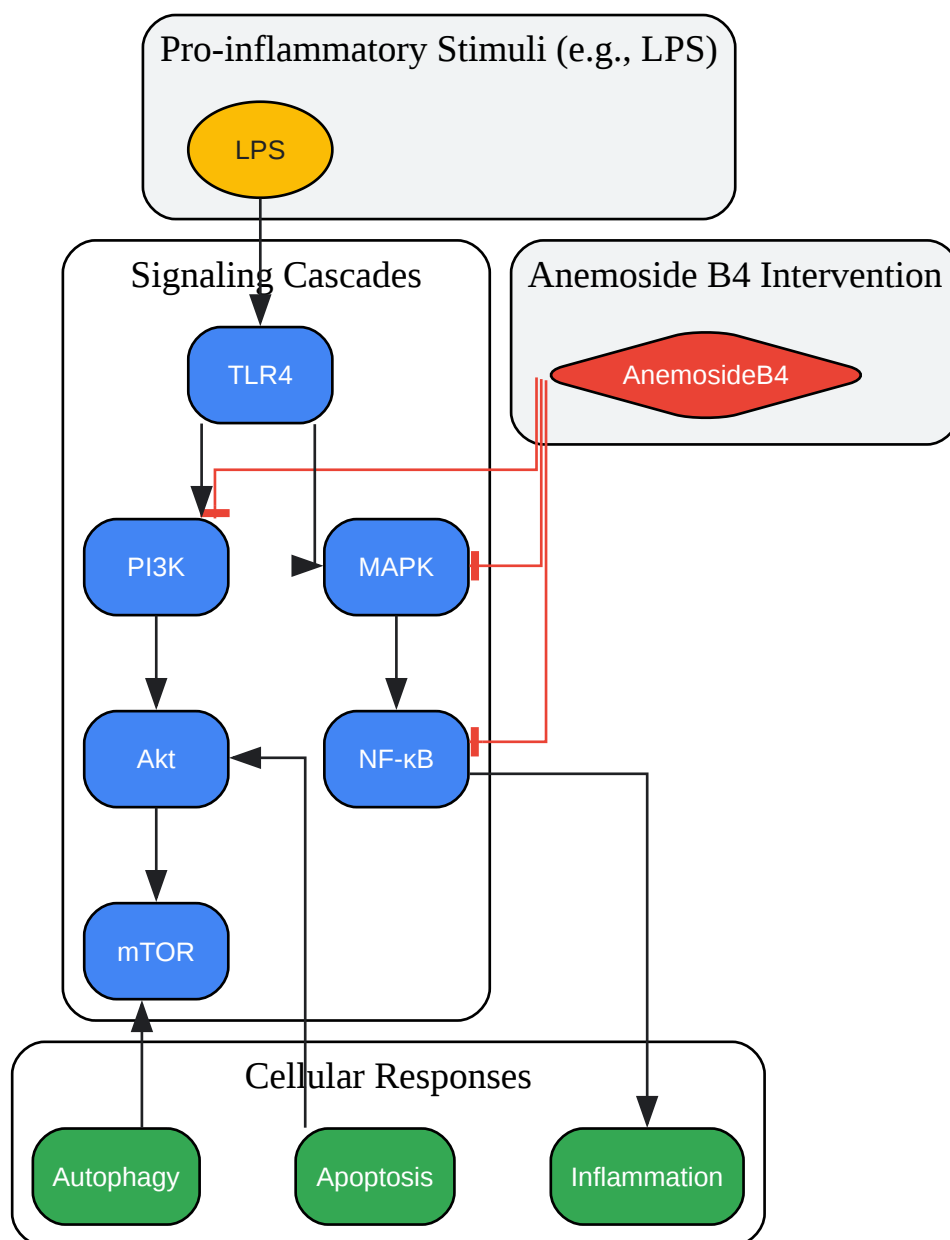 Pro-inflammatory Stimuli (e.g., LPS)
LPS
Signaling Cascades
Anemoside B4 Intervention
TLR4
AnemosideB4
PI3K
MAPK
Akt
NF-κB
mTOR
Cellular Responses
Autophagy
Apoptosis
Inflammation